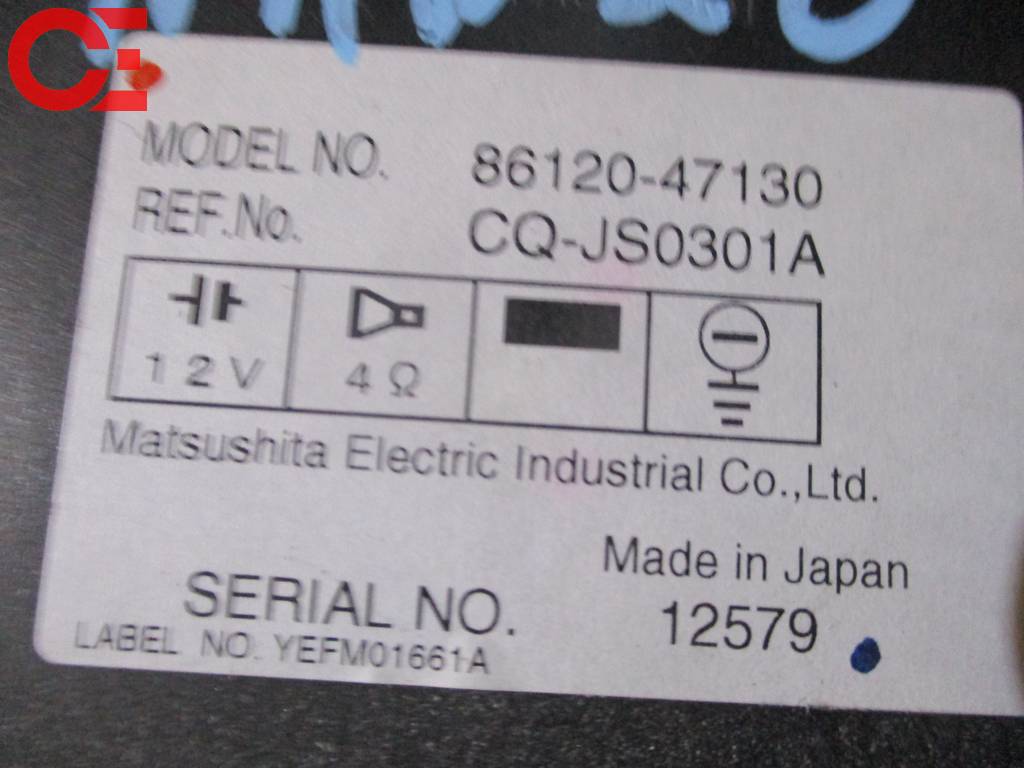 MODEL NO. 86120-47130
REF.No. CQ-JS0301A
12V 4Ω
Matsushita Electric Industrial Co.,Ltd.
Made in Japan
SERIAL NO. 12579
LABEL NO. YEFM01661A